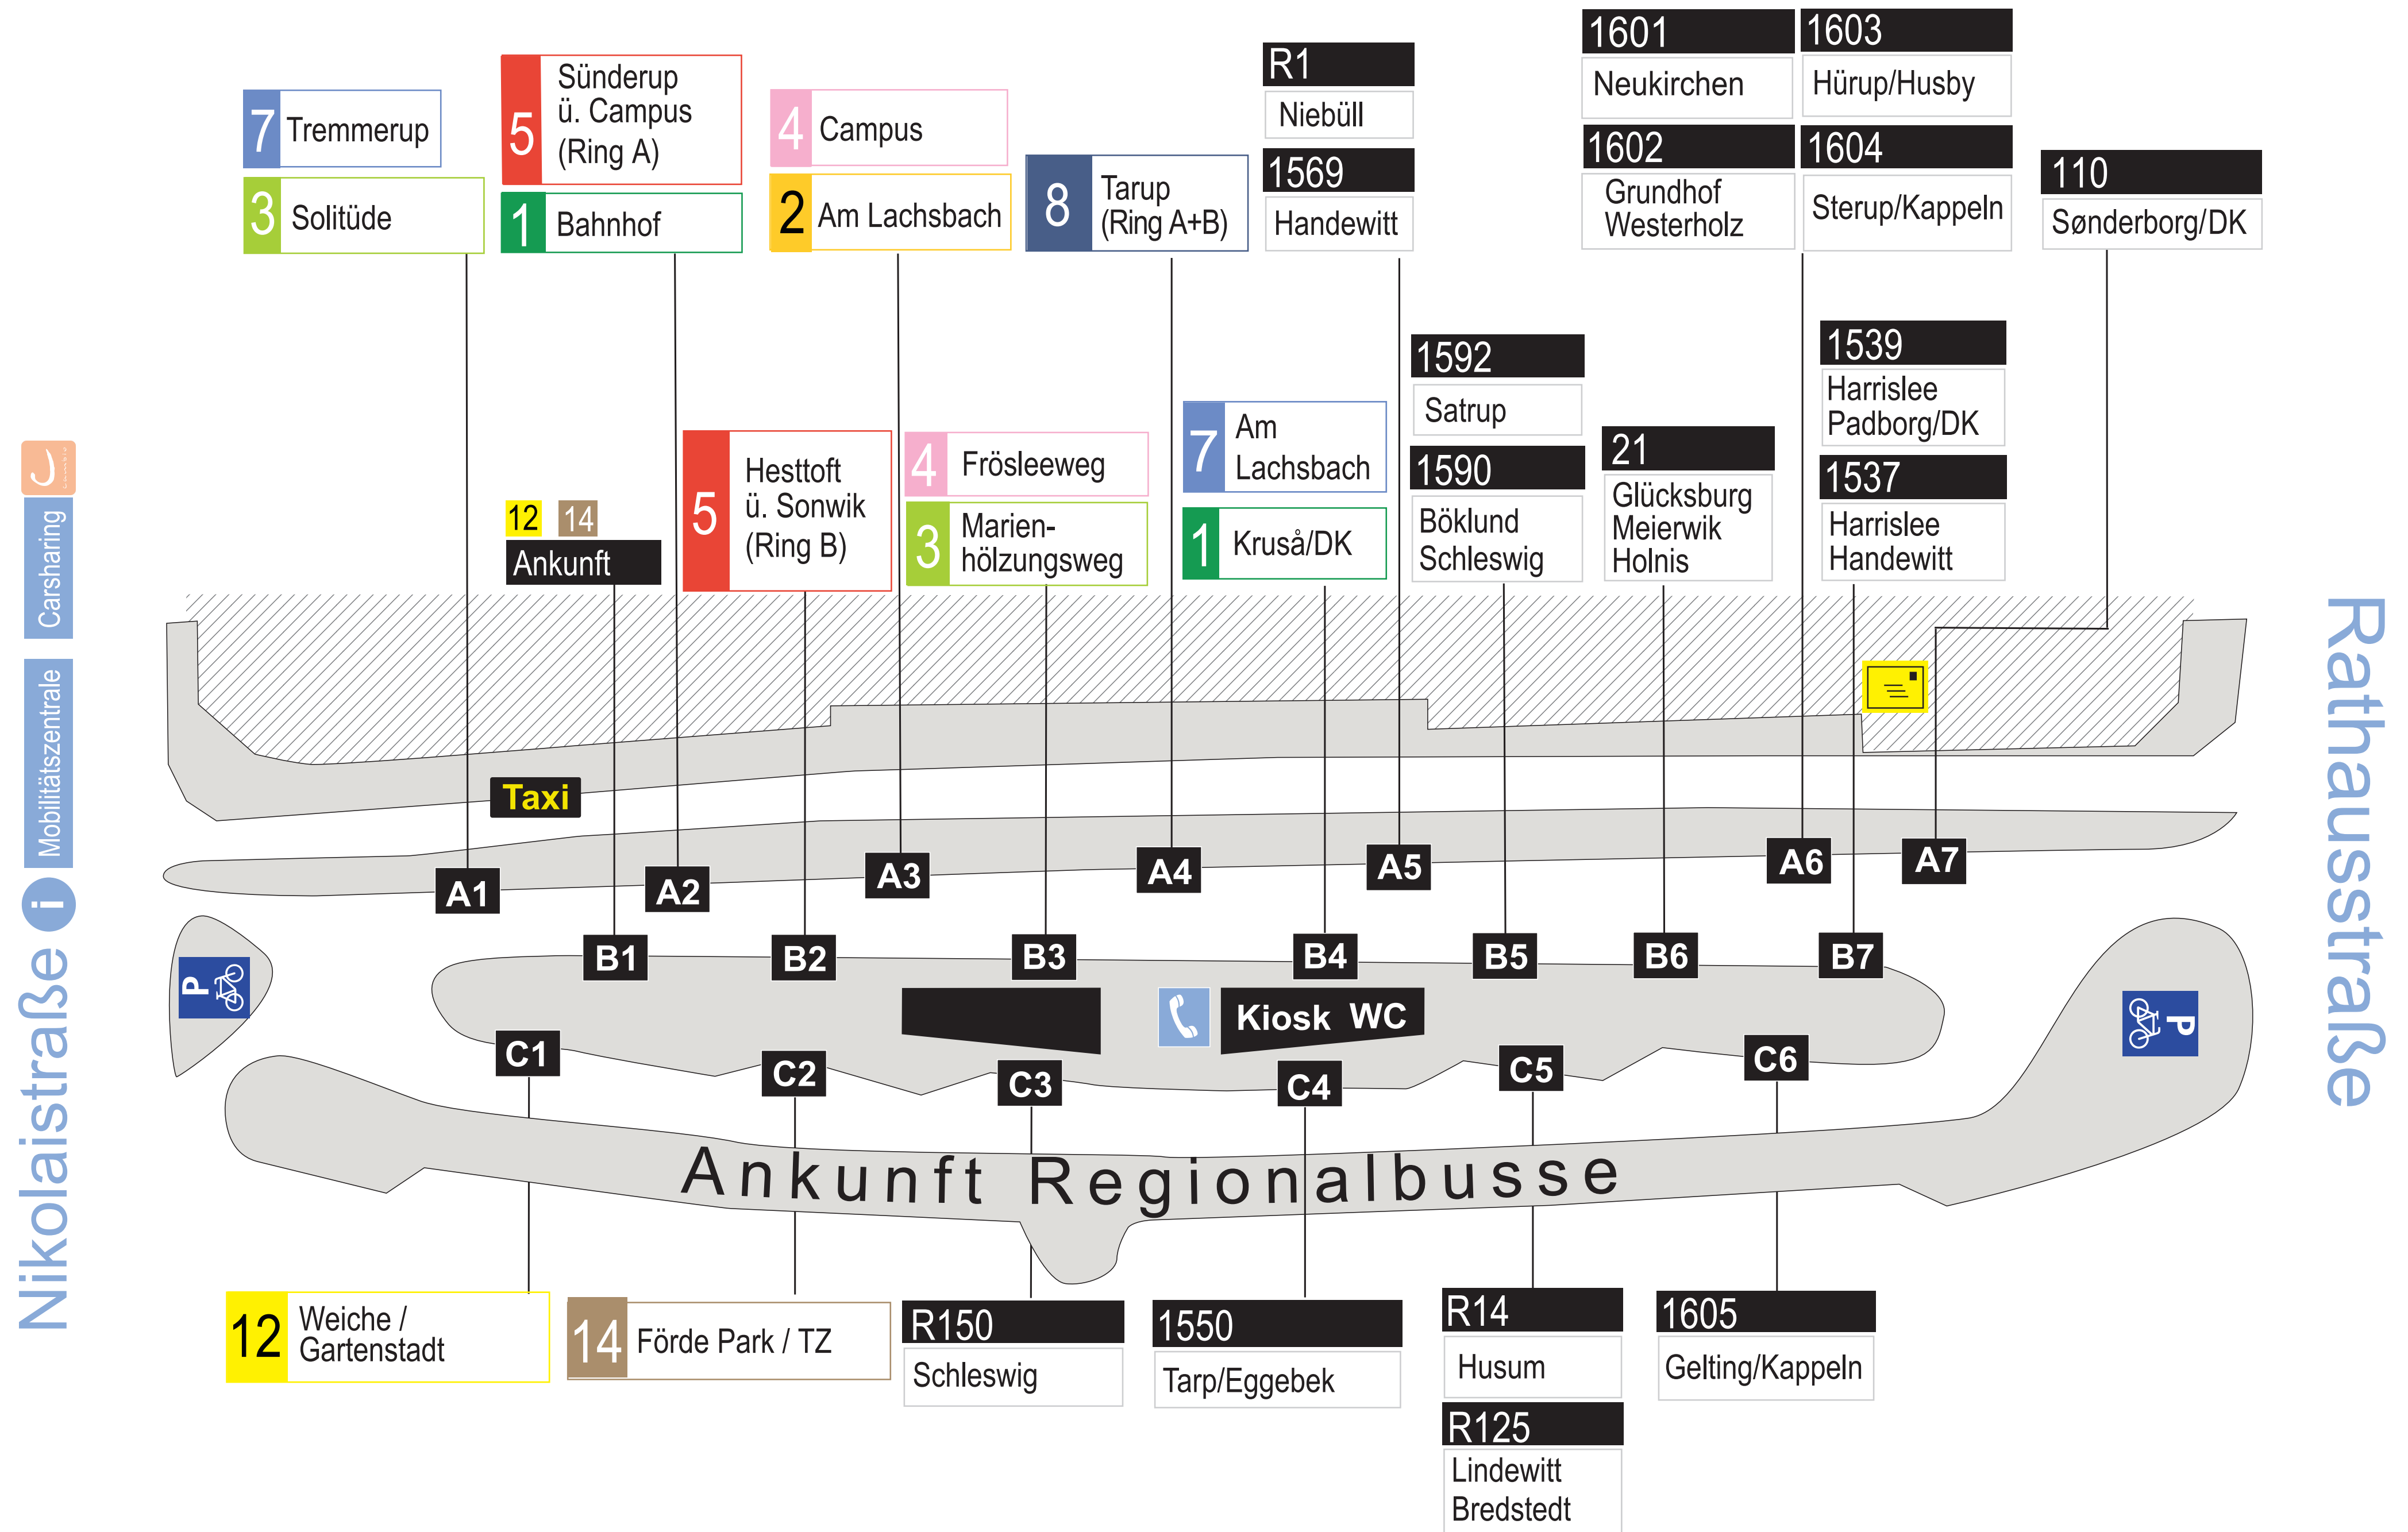 7
Tremmerup
3
Solitüde
5
Sünderup
ü. Campus
(Ring A)
1
Bahnhof
4
Campus
2
Am Lachsbach
8
Tarup
(Ring A+B)
R1
Niebüll
1569
Handewitt
1601
Neukirchen
1603
Hürup/Husby
1602
Grundhof
Westerholz
1604
Sterup/Kappeln
110
Sønderborg/DK
12
14
Ankunft
5
Hesttoft
ü. Sonwik
(Ring B)
4
Frösleeweg
3
Marien-
hölzungsweg
7
Am
Lachsbach
1
Kruså/DK
1592
Satrup
1590
Böklund
Schleswig
21
Glücksburg
Meierwik
Holnis
1539
Harrislee
Padborg/DK
1537
Harrislee
Handewitt
Carsharing
Mobilitätszentrale
i
Nikolaistraße
Rathausstraße
Taxi
A1
A2
A3
A4
A5
A6
A7
B1
B2
B3
B4
B5
B6
B7
P
Kiosk WC
P
C1
C2
C3
C4
C5
C6
Ankunft Regionalbusse
12
Weiche /
Gartenstadt
14
Förde Park / TZ
R150
Schleswig
1550
Tarp/Eggebek
R14
Husum
R125
Lindewitt
Bredstedt
1605
Gelting/Kappeln